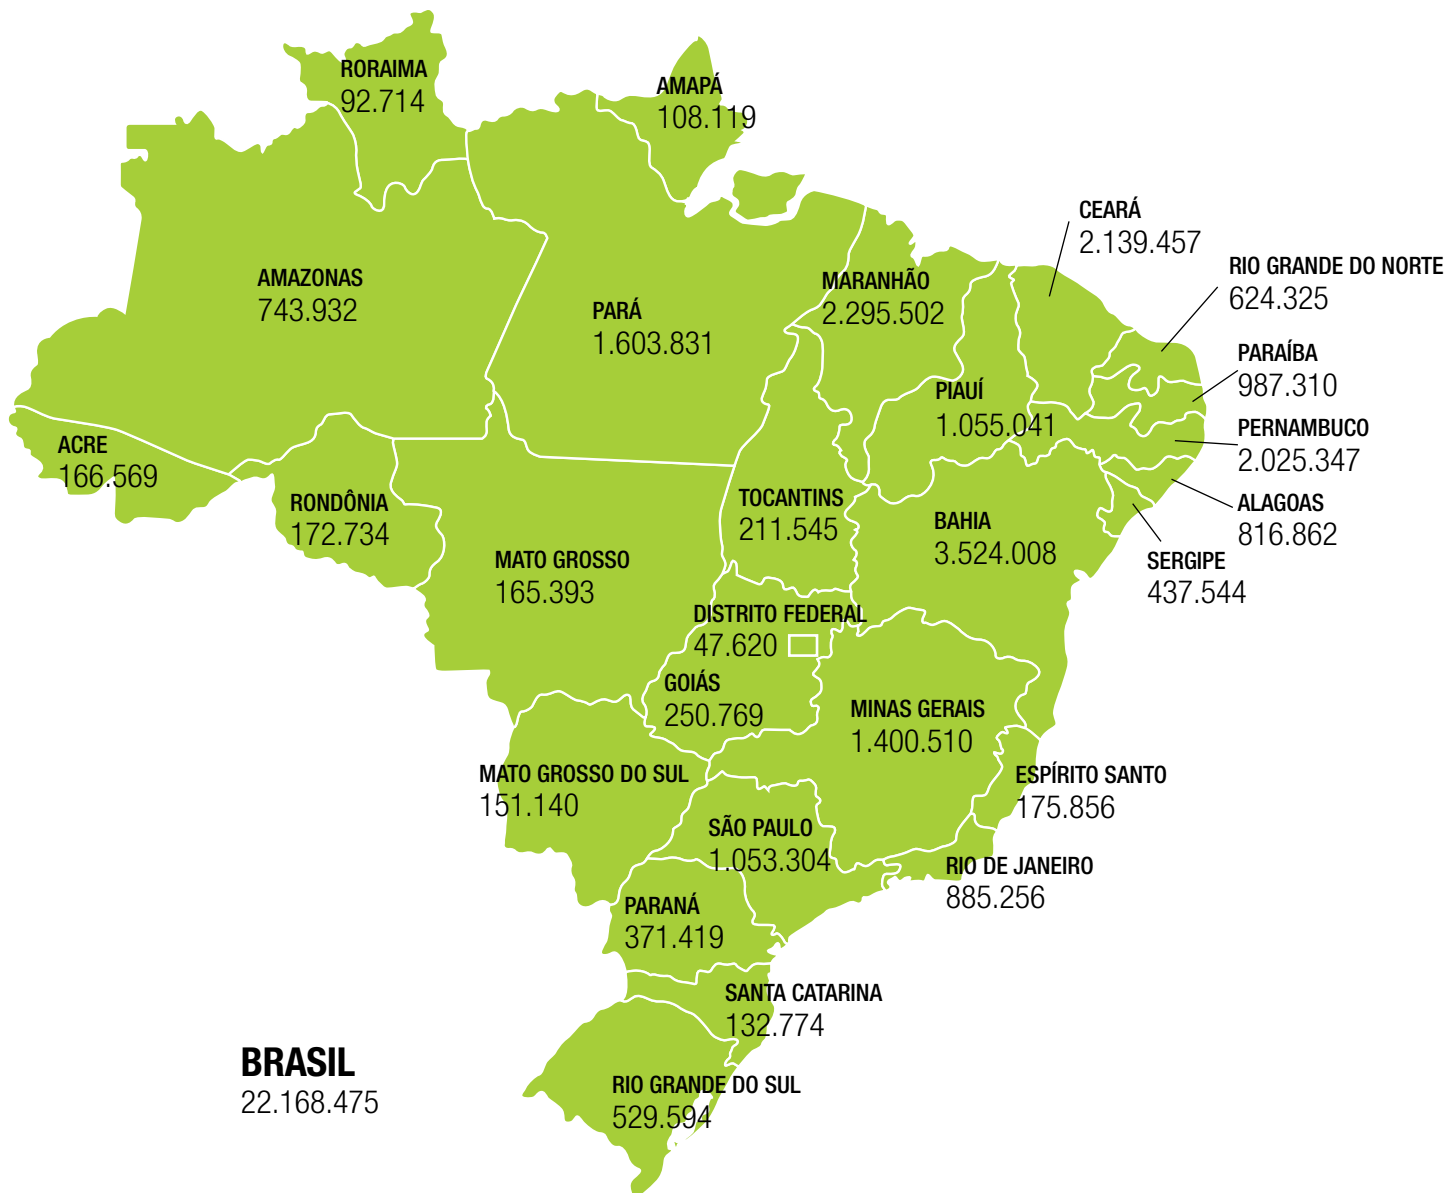 RORAIMA
92.714
AMAPÁ
108.119
CEARÁ
2.139.457
RIO GRANDE DO NORTE
624.325
AMAZONAS
743.932
MARANHÃO
2.295.502
PARÁ
1.603.831
PARAÍBA
987.310
PIAUÍ
1.055.041
PERNAMBUCO
2.025.347
ACRE
166.569
RONDÔNIA
172.734
TOCANTINS
211.545
BAHIA
3.524.008
ALAGOAS
816.862
SERGIPE
437.544
MATO GROSSO
165.393
DISTRITO FEDERAL
47.620
GOIÁS
250.769
MINAS GERAIS
1.400.510
MATO GROSSO DO SUL
151.140
ESPÍRITO SANTO
175.856
SÃO PAULO
1.053.304
RIO DE JANEIRO
885.256
PARANÁ
371.419
SANTA CATARINA
132.774
BRASIL
22.168.475
RIO GRANDE DO SUL
529.594